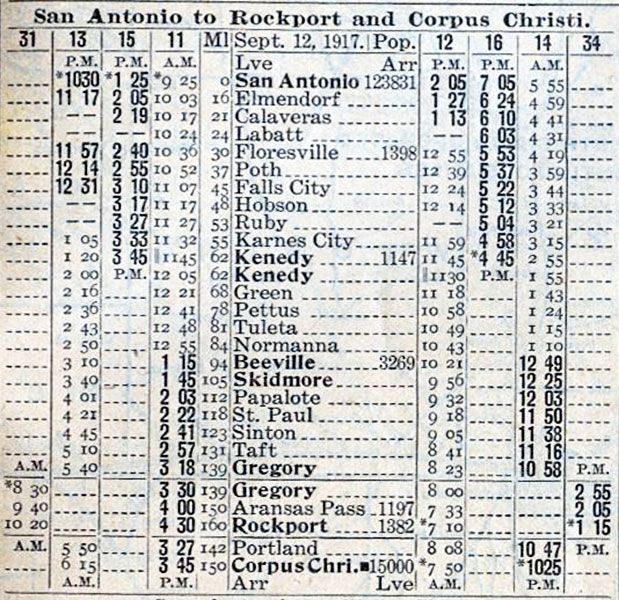 San Antonio to Rockport and Corpus Christi.
31 13 15 11 Ml Sept. 12, 1917. Pop. 12 16 14 34
P.M. P.M. A.M. Lve Arr P.M. P.M. P.M.
*1030 *1 25 *9 25 0 San Antonio 123831 2 05 7 05 5 55
11 17 2 05 10 03 16 Elmendorf 1 27 6 24 4 59
-- 2 19 10 17 21 Calaveras 1 13 6 10 4 41
-- -- 10 24 24 Labatt -- 6 03 4 31
11 57 2 40 10 36 30 Floresville 1398 12 55 5 53 4 19
12 14 2 55 10 52 37 Poth 12 39 5 37 3 59
12 31 3 10 11 07 45 Falls City 12 24 5 22 3 44
-- 3 17 11 17 48 Hobson 12 14 5 12 3 33
-- 3 27 11 27 53 Ruby -- 5 04 3 21
1 05 3 33 11 32 55 Karnes City 11 59 4 58 3 15
1 20 3 45 1145 62 Kenedy 1147 11 45 *4 45 2 55
2 00 P.M. 12 05 62 Kenedy 1130 P.M. 1 55
2 16 12 21 68 Green 11 18 1 43
2 36 12 41 78 Pettus 10 58 1 24
2 43 12 48 81 Tuleta 10 49 1 15
2 50 12 55 84 Normanna 10 43 1 10
3 10 1 15 94 Beeville 3269 10 21 12 49
3 40 1 45 105 Skidmore 9 56 12 25
4 01 2 03 112 Papalote 9 32 12 03
4 21 2 22 118 St. Paul 9 18 11 50
4 45 2 41 123 Sinton 9 05 11 38
5 10 2 57 131 Taft 8 41 11 16
A.M. 5 40 3 18 139 Gregory 8 23 10 58 P.M.
*8 30 3 30 139 Gregory 8 00 2 55
9 40 4 00 150 Aransas Pass 1197 7 33 2 05
10 20 4 30 160 Rockport 1382 *7 10 *1 15
A.M. 5 50 3 27 142 Portland 8 08 10 47 P.M.
6 15 3 45 150 Corpus Chri. ■15000 *7 50 *1025
A.M. P.M. Arr Lve A.M. A.M.